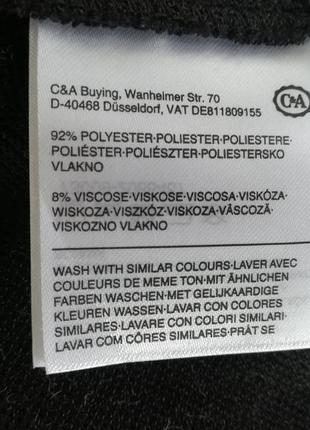 C&A Buying, Wanheimer Str. 70
D-40468 Düsseldorf, VAT DE811809155
C&A
92% POLYESTER·POLIESTER·POLIESTERE·
POLIÉSTER·POLIÉSZTER·POLIESTERSKO
VLAKNO
8% VISCOSE·VISKOSE·VISCOSA·VISKÓZA·
WISKOZA·VISZKÓZ·VISKOZA·VÂSCOZĂ·
VISKOZNO VLAKNO
WASH WITH SIMILAR COLOURS·LAVER AVEC
COULEURS DE MEME TON·MIT ÄHNLICHEN
FARBEN WASCHEN·MET GELIJKAARDIGE
KLEUREN WASSEN·LAVAR CON COLORES
SIMILARES·LAVARE CON COLORI SIMILARI·
LAVAR COM CÔRES SIMILARES·PRÁT SE